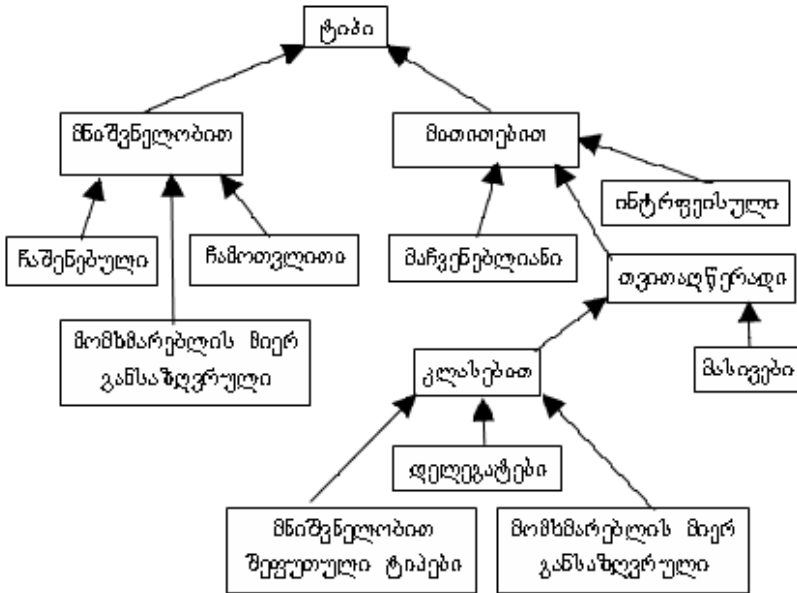 ტიპი
მნიშვნელობით
მითითებით
ინტრფეისული
ჩაშენებული
ჩამოთვლითი
მაჩვენებლიანი
თვითაღწერადი
მომხმარებლის მიერ
განსაზღვრული
კლასებით
მასივები
დელეგატები
მნიშვნელობით
შეფუთული ტიპები
მომხმარებლის მიერ
განსაზღვრული